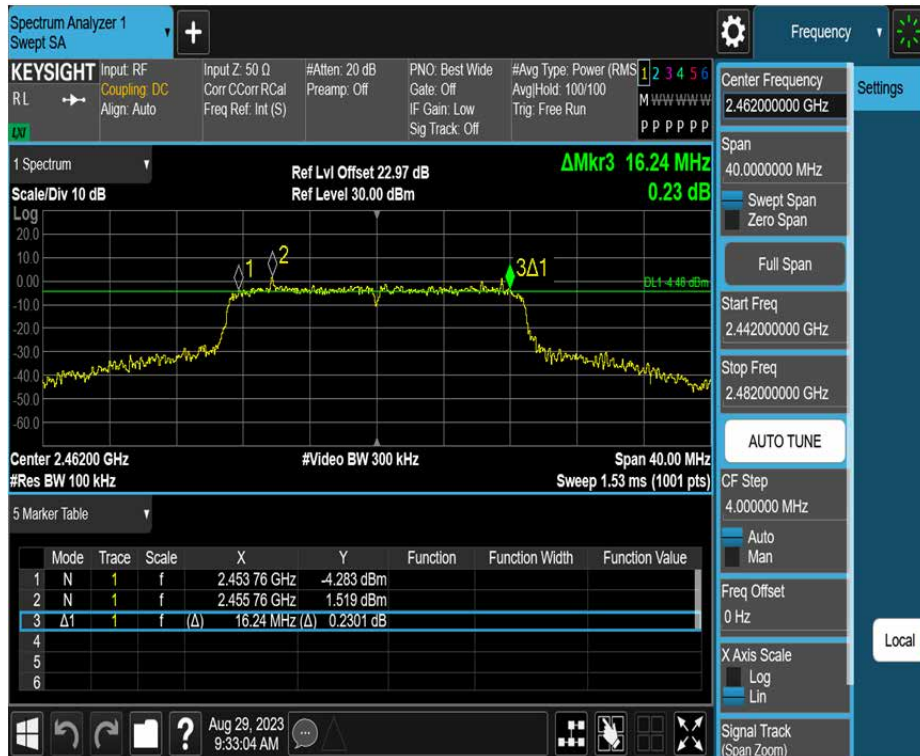 Spectrum Analyzer 1
Swept SA
+
Frequency
KEYSIGHT
RL
LXI
Input: RF
Coupling: DC
Align: Auto
Input Z: 50 Ω
Corr CCorr RCal
Freq Ref: Int (S)
#Atten: 20 dB
Preamp: Off
PNO: Best Wide
Gate: Off
IF Gain: Low
Sig Track: Off
#Avg Type: Power (RMS
Avg|Hold: 100/100
Trig: Free Run
1 2 3 4 5 6
M W W W W W
P P P P P P
1 Spectrum
Scale/Div 10 dB
Ref Lvl Offset 22.97 dB
Ref Level 30.00 dBm
ΔMkr3 16.24 MHz
0.23 dB
Log
20.0
10.0
0.00
-10.0
-20.0
-30.0
-40.0
-50.0
-60.0
1
2
3Δ1
DL1 -4.48 dBm
Center 2.46200 GHz
#Video BW 300 kHz
Span 40.00 MHz
#Res BW 100 kHz
Sweep 1.53 ms (1001 pts)
5 Marker Table
Mode Trace Scale X Y Function Function Width Function Value
1 N 1 f 2.453 76 GHz -4.283 dBm
2 N 1 f 2.455 76 GHz 1.519 dBm
3 Δ1 1 f (Δ) 16.24 MHz (Δ) 0.2301 dB
4
5
6
?
Aug 29, 2023
9:33:04 AM
Center Frequency
2.462000000 GHz
Settings
Span
40.0000000 MHz
Swept Span
Zero Span
Full Span
Start Freq
2.442000000 GHz
Stop Freq
2.482000000 GHz
AUTO TUNE
CF Step
4.000000 MHz
Auto
Man
Freq Offset
0 Hz
Local
X Axis Scale
Log
Lin
Signal Track
(Span Zoom)